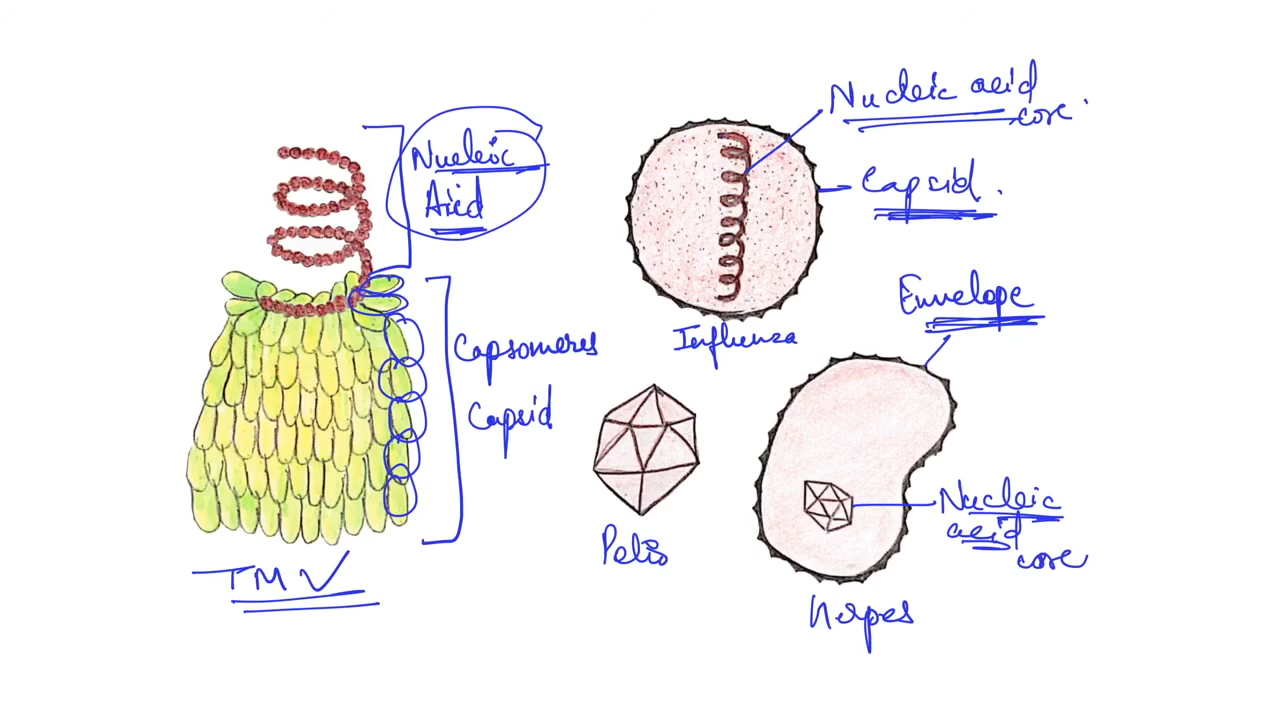 Nucleic
Acid
Capsomeres
Capsid
TMV
Nucleic acid
core.
Capsid.
Influenza
Envelope
Polio
Nucleic
acid
core
Herpes